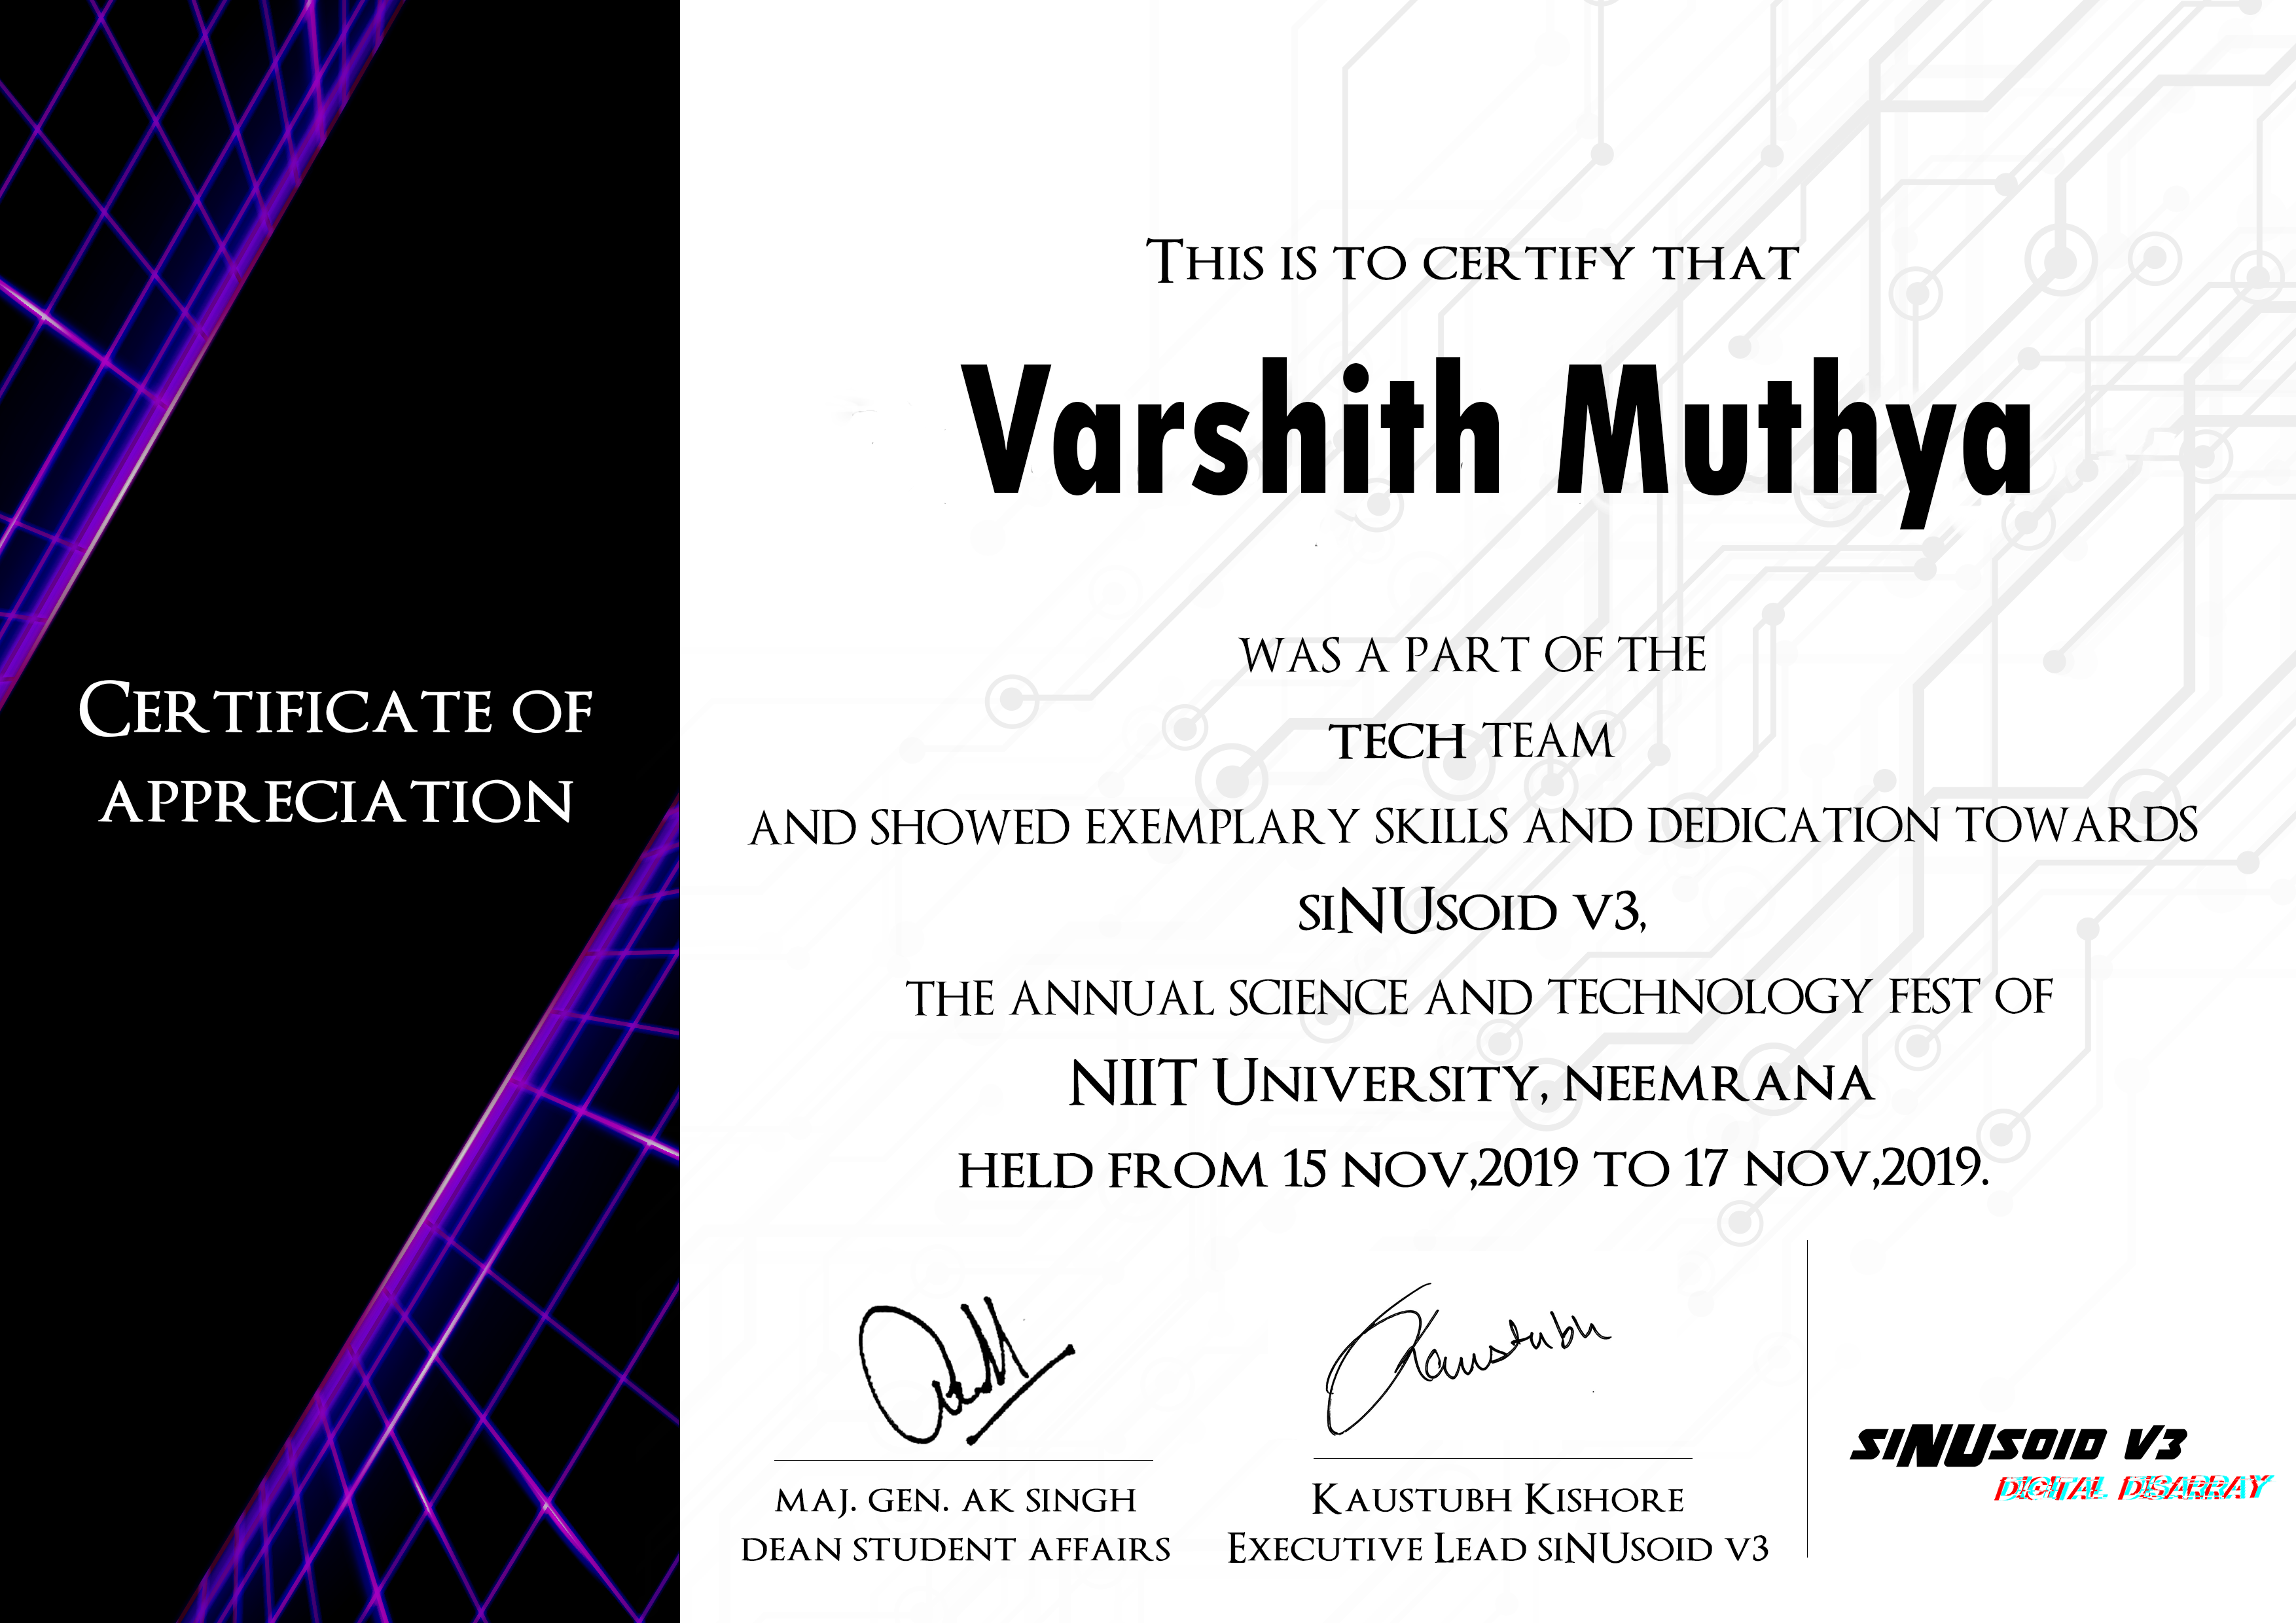 Certificate of
appreciation
This is to certify that
Varshith Muthya
was a part of the
tech team
and showed exemplary skills and dedication towards
siNUsoid v3,
the annual science and technology fest of
NIIT University, neemrana
held from 15 nov,2019 to 17 nov,2019.
Kaustubh
maj. gen. ak singh
dean student affairs
Kaustubh Kishore
Executive Lead siNUsoid v3
siNUsoid v3
DIGITAL DISARRAY